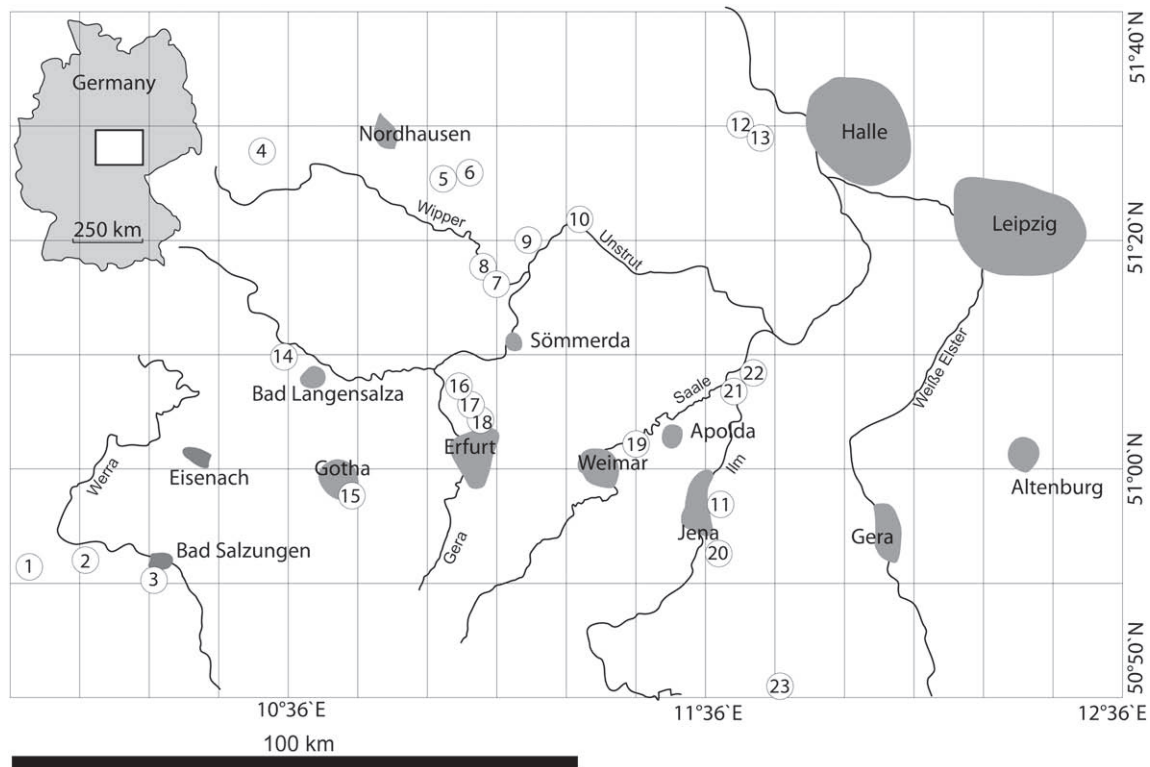 Germany
250 km
51°40`N
12
13
Halle
Nordhausen
4
5
6
Wipper
Leipzig
10
9
Unstrut
51°20`N
8
7
Sömmerda
14
Bad Langensalza
16
17
18
Erfurt
Saale
22
21
Weiße Elster
Apolda
19
Weimar
Ilm
Werra
Eisenach
Gotha
15
51°00`N
Altenburg
11
Jena
20
Gera
Gera
Bad Salzungen
1
2
3
23
50°50`N
10°36`E
11°36`E
12°36`E
100 km